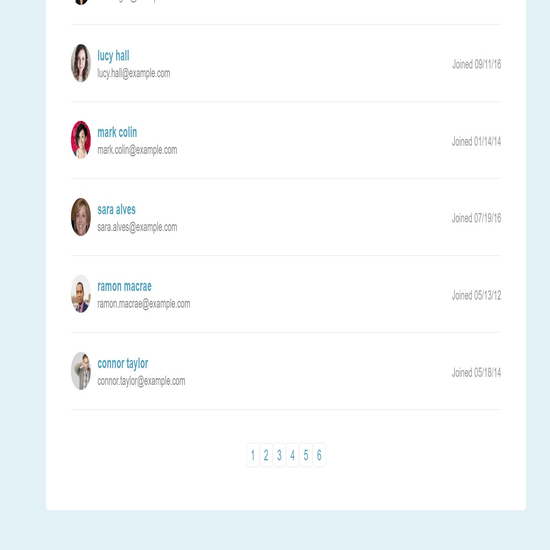 lucy hall
lucy.hall@example.com
Joined 09/11/16
mark colin
mark.colin@example.com
Joined 01/14/14
sara alves
sara.alves@example.com
Joined 07/19/16
ramon macrae
ramon.macrae@example.com
Joined 05/13/12
connor taylor
connor.taylor@example.com
Joined 05/18/14
1 2 3 4 5 6